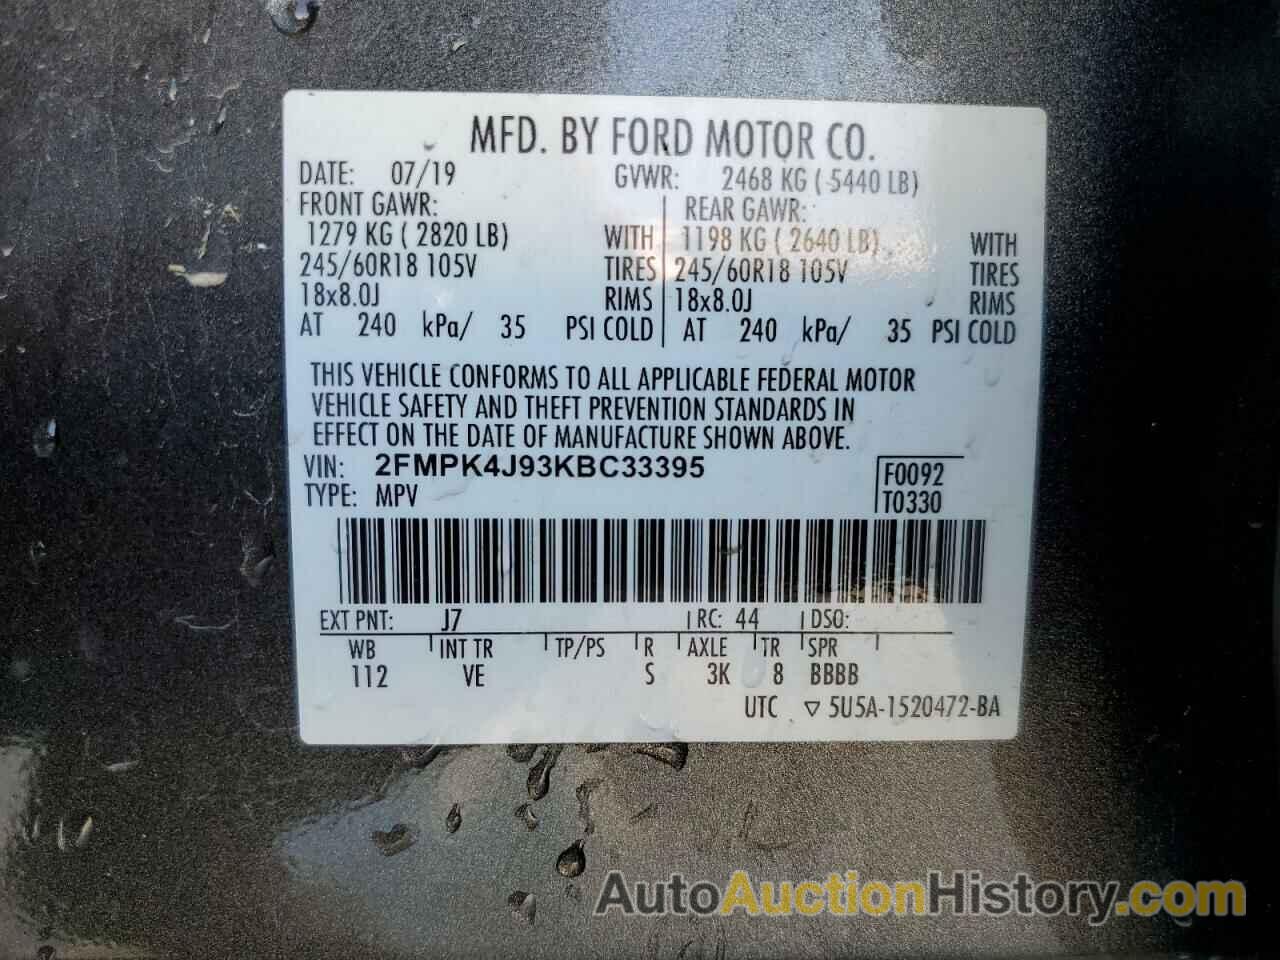 MFD. BY FORD MOTOR CO.
DATE: 07/19 GVWR: 2468 KG ( 5440 LB)
FRONT GAWR: REAR GAWR:
1279 KG ( 2820 LB) WITH 1198 KG ( 2640 LB) WITH
245/60R18 105V TIRES 245/60R18 105V TIRES
18x8.0J RIMS 18x8.0J RIMS
AT 240 kPa/ 35 PSI COLD AT 240 kPa/ 35 PSI COLD
THIS VEHICLE CONFORMS TO ALL APPLICABLE FEDERAL MOTOR
VEHICLE SAFETY AND THEFT PREVENTION STANDARDS IN
EFFECT ON THE DATE OF MANUFACTURE SHOWN ABOVE.
VIN: 2FMPK4J93KBC33395 F0092
TYPE: MPV T0330
EXT PNT: J7 RC: 44 DSO:
WB INT TR TP/PS R AXLE TR SPR
112 VE S 3K 8 BBBB
UTC ▽ 5U5A-1520472-BA
AutoAuctionHistory.com